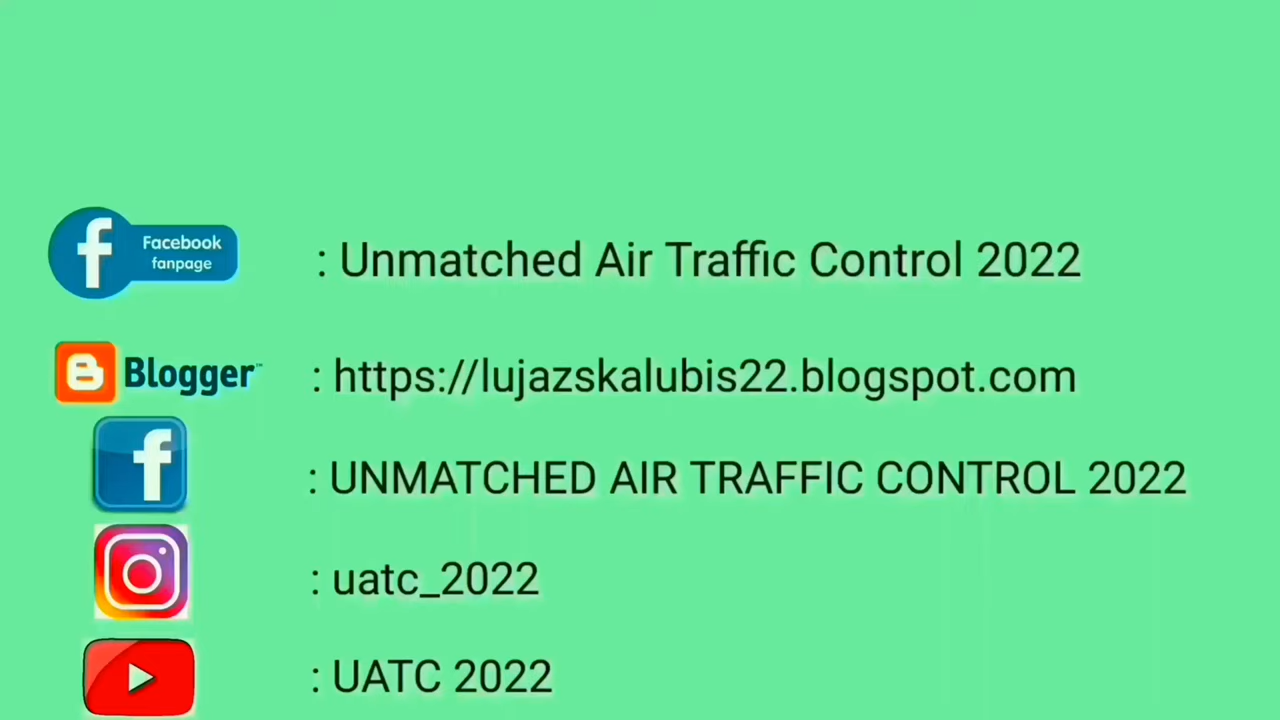 Facebook
fanpage
: Unmatched Air Traffic Control 2022
Blogger™ : https://lujazskalubis22.blogspot.com
: UNMATCHED AIR TRAFFIC CONTROL 2022
: uatc_2022
: UATC 2022